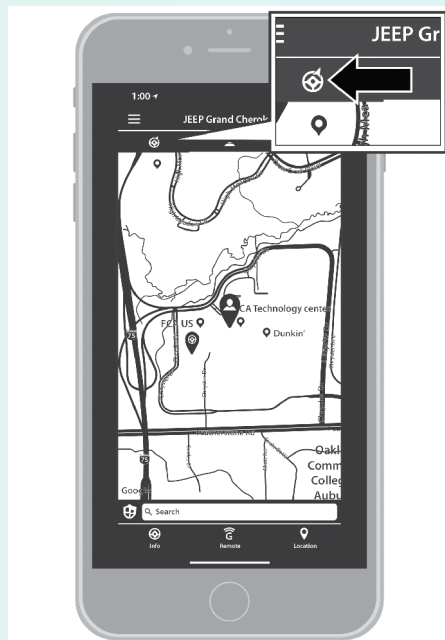 JEEP Gr
1:00
JEEP Grand Cherok
CA Technology center
FCA US
Dunkin'
75
75
Oakl
Comm
Colleg
Aubu
Google
Search
Info
G
Remote
Location